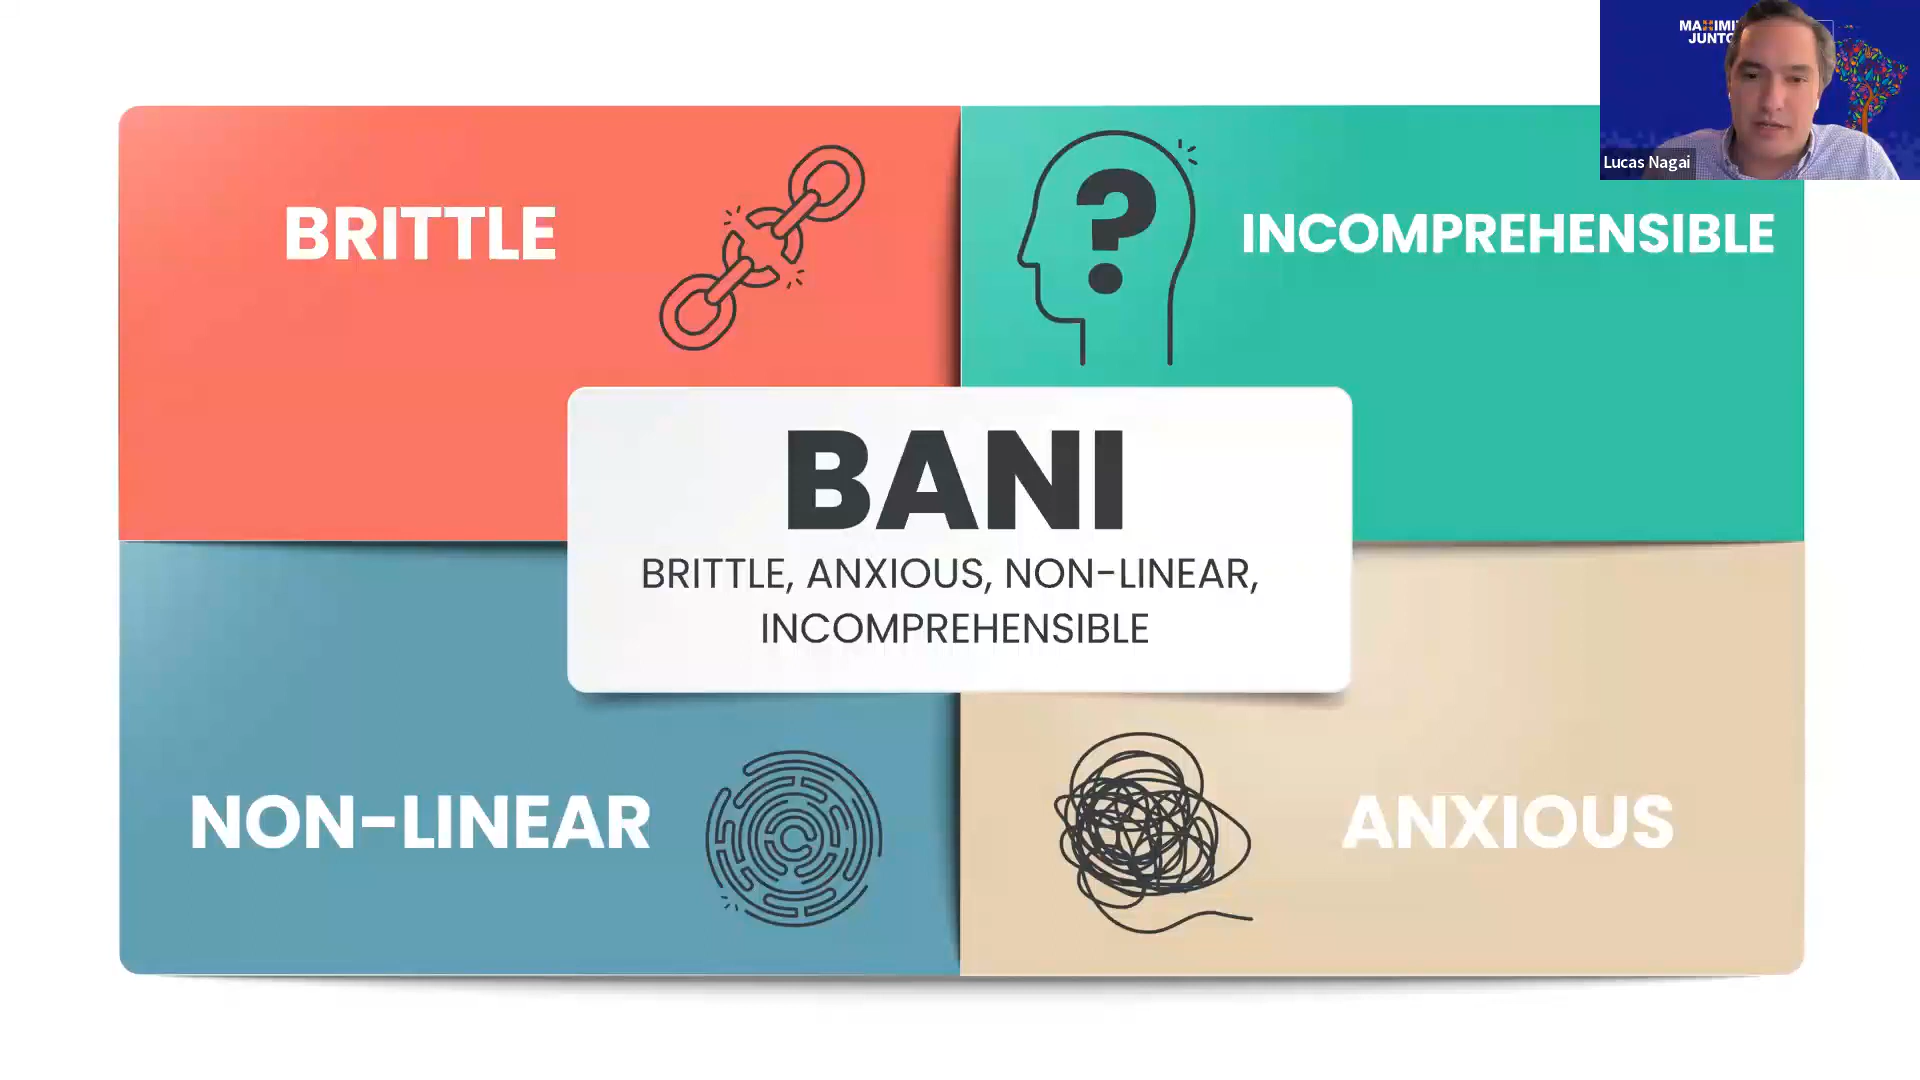 BRITTLE
?
INCOMPREHENSIBLE
Lucas Nagai
BANI
BRITTLE, ANXIOUS, NON-LINEAR,
INCOMPREHENSIBLE
NON-LINEAR
ANXIOUS